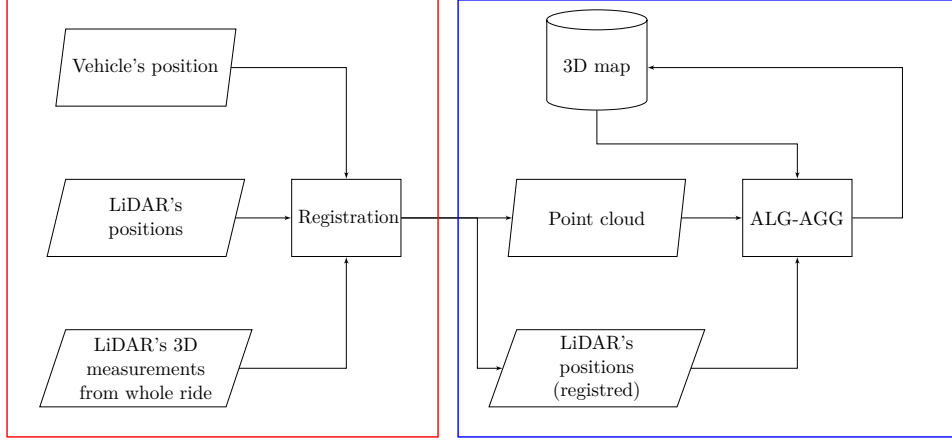 Vehicle's position
3D map
LiDAR's
positions
Registration
Point cloud
ALG-AGG
LiDAR's 3D
measurements
from whole ride
LiDAR's
positions
(registred)